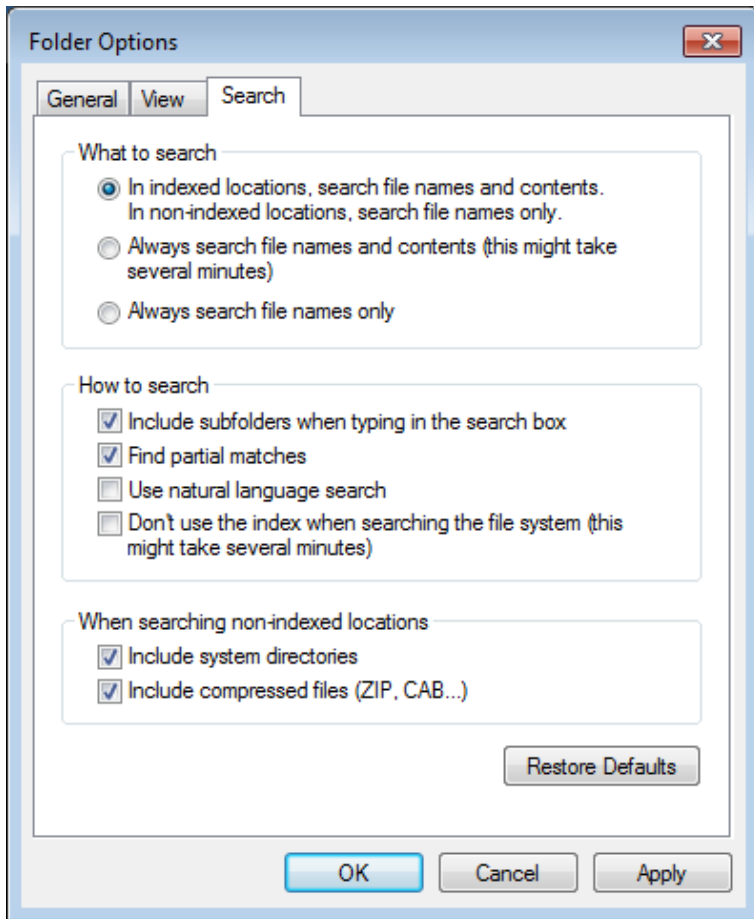 Folder Options
General
View
Search
What to search
In indexed locations, search file names and contents.
In non-indexed locations, search file names only.
Always search file names and contents (this might take
several minutes)
Always search file names only
How to search
Include subfolders when typing in the search box
Find partial matches
Use natural language search
Don't use the index when searching the file system (this
might take several minutes)
When searching non-indexed locations
Include system directories
Include compressed files (ZIP, CAB...)
Restore Defaults
OK
Cancel
Apply